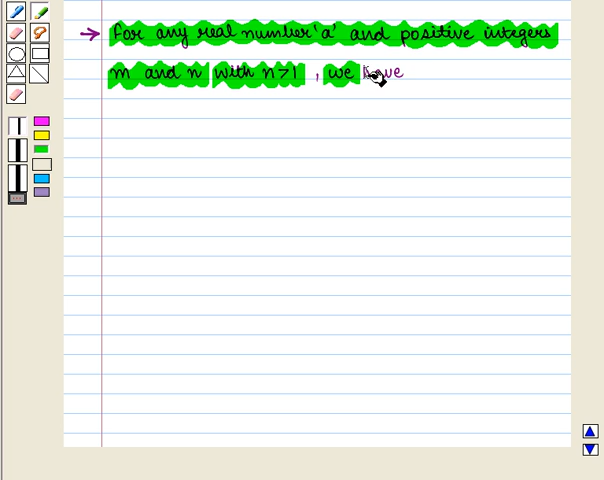 → For any real number 'a' and positive integers
m and n with n>1 , we have